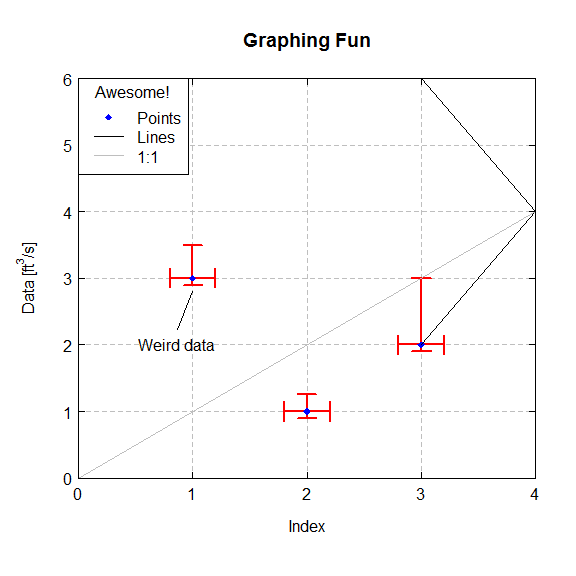 Graphing Fun
Awesome!
Points
Lines
1:1
Weird data
Data [ft³/s]
6
5
4
3
2
1
0
0 1 2 3 4
Index